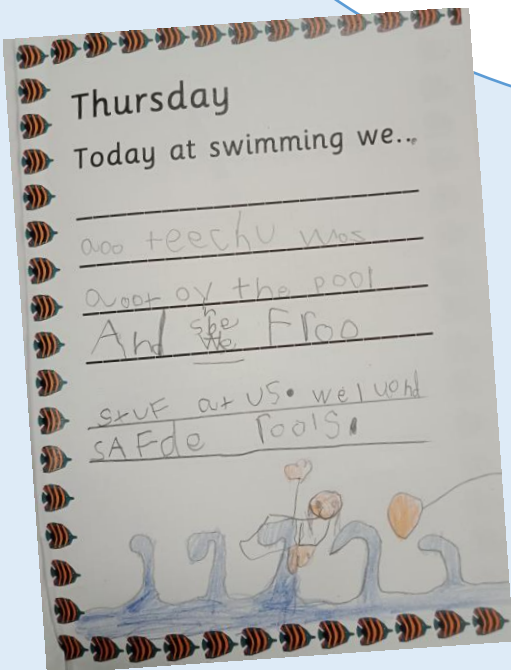 Thursday
Today at swimming we...
aoo teechu was
aoot ov the pool
And she Froo
stuF at US. we luond
SAFde rools.